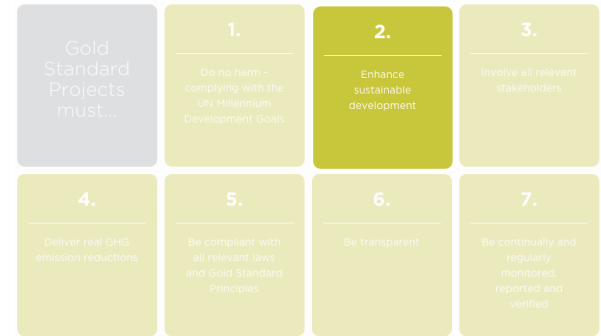 Gold
Standard
Projects
must...
1.
Do no harm –
complying with the
UN Millennium
Development Goals
2.
Enhance
sustainable
development
3.
Involve all relevant
stakeholders
4.
Deliver real GHG
emission reductions
5.
Be compliant with
all relevant laws
and Gold Standard
Principlas
6.
Be transparent
7.
Be continually and
regularly
monitored,
reported and
verified